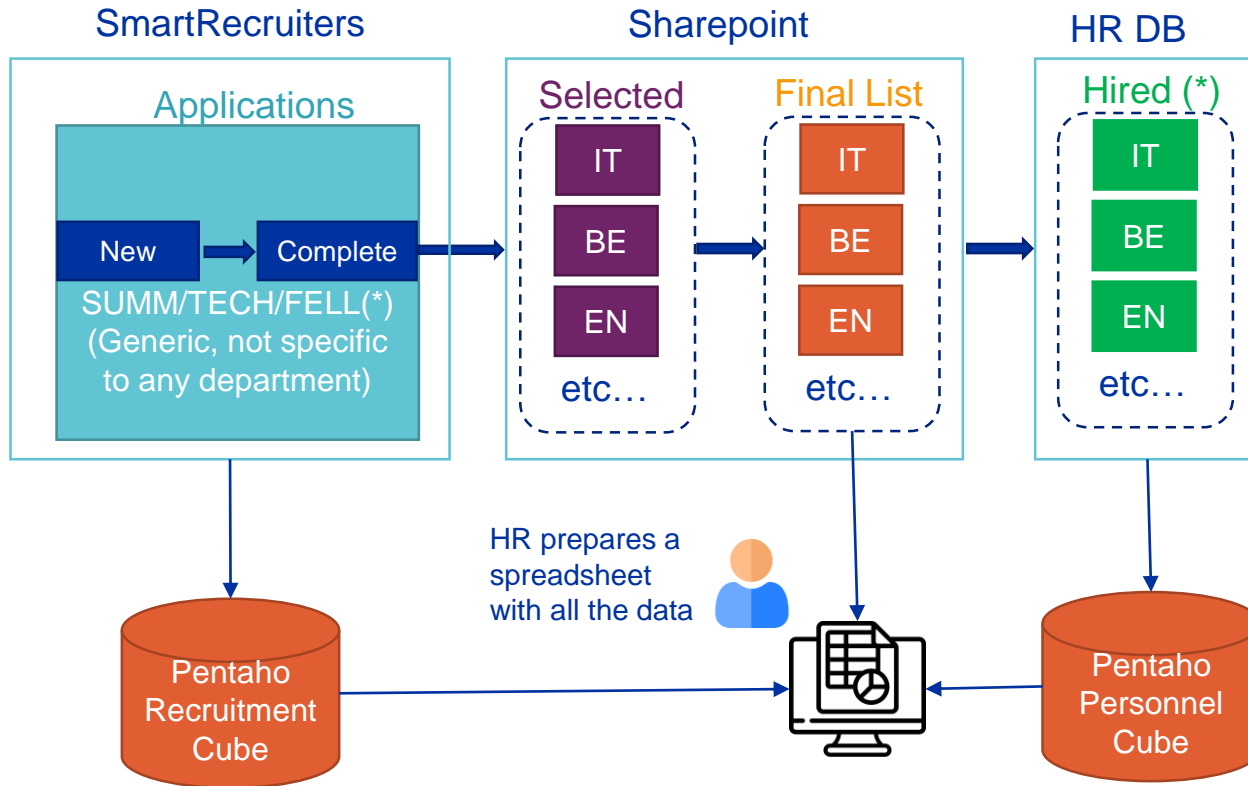 SmartRecruiters
Sharepoint
HR DB
Applications
New
Complete
SUMM/TECH/FELL(*)
(Generic, not specific
to any department)
Selected
IT
BE
EN
etc…
Final List
IT
BE
EN
etc…
Hired (*)
IT
BE
EN
etc…
HR prepares a
spreadsheet
with all the data
Pentaho
Recruitment
Cube
Pentaho
Personnel
Cube